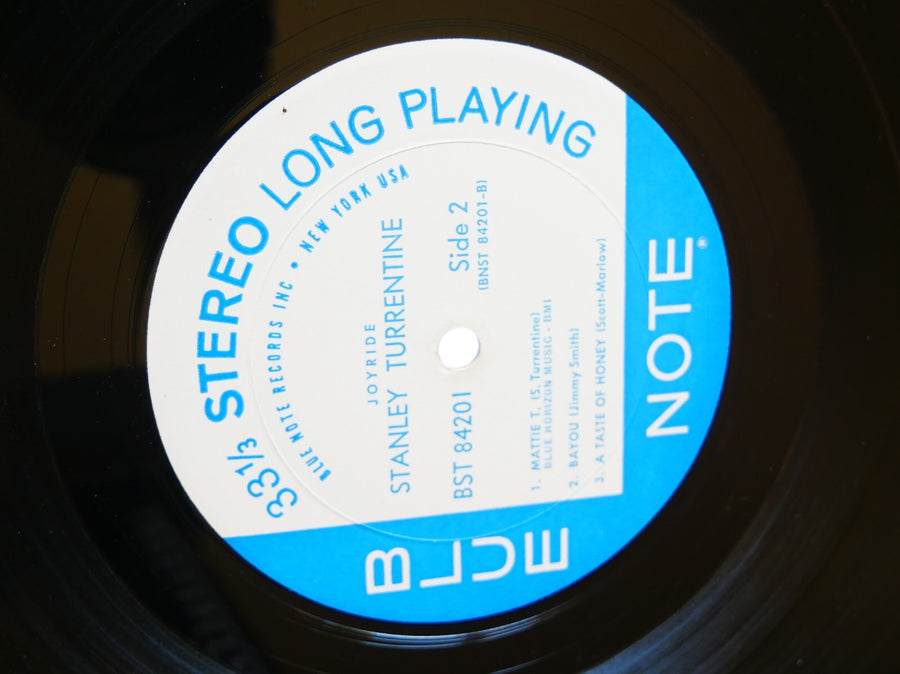 33 1/3 STEREO LONG PLAYING
BLUE NOTE RECORDS INC • NEW YORK USA
JOYRIDE
STANLEY TURRENTINE
BST 84201 Side 2
(BNST 84201-B)
1. MATTIE T. (S. Turrentine)
BLUE HORIZON MUSIC - BMI
2. BAYOU (Jimmy Smith)
3. A TASTE OF HONEY (Scott-Marlow)
BLUE NOTE®